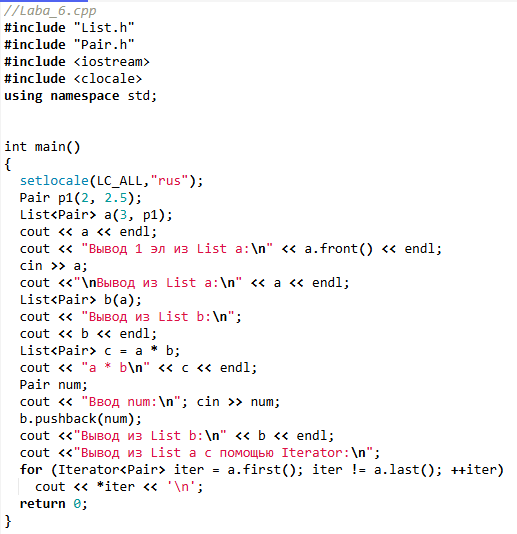 //Laba_6.cpp
#include "List.h"
#include "Pair.h"
#include <iostream>
#include <clocale>
using namespace std;
int main()
{
setlocale(LC_ALL,"rus");
Pair p1(2, 2.5);
List<Pair> a(3, p1);
cout << a << endl;
cout << "Вывод 1 эл из List a:\n" << a.front() << endl;
cin >> a;
cout <<"\nВывод из List a:\n" << a << endl;
List<Pair> b(a);
cout << "Вывод из List b:\n";
cout << b << endl;
List<Pair> c = a * b;
cout << "a * b\n" << c << endl;
Pair num;
cout << "Ввод num:\n"; cin >> num;
b.pushback(num);
cout <<"Вывод из List b:\n" << b << endl;
cout <<"Вывод из List a с помощью Iterator:\n";
for (Iterator<Pair> iter = a.first(); iter != a.last(); ++iter)
cout << *iter << '\n';
return 0;
}